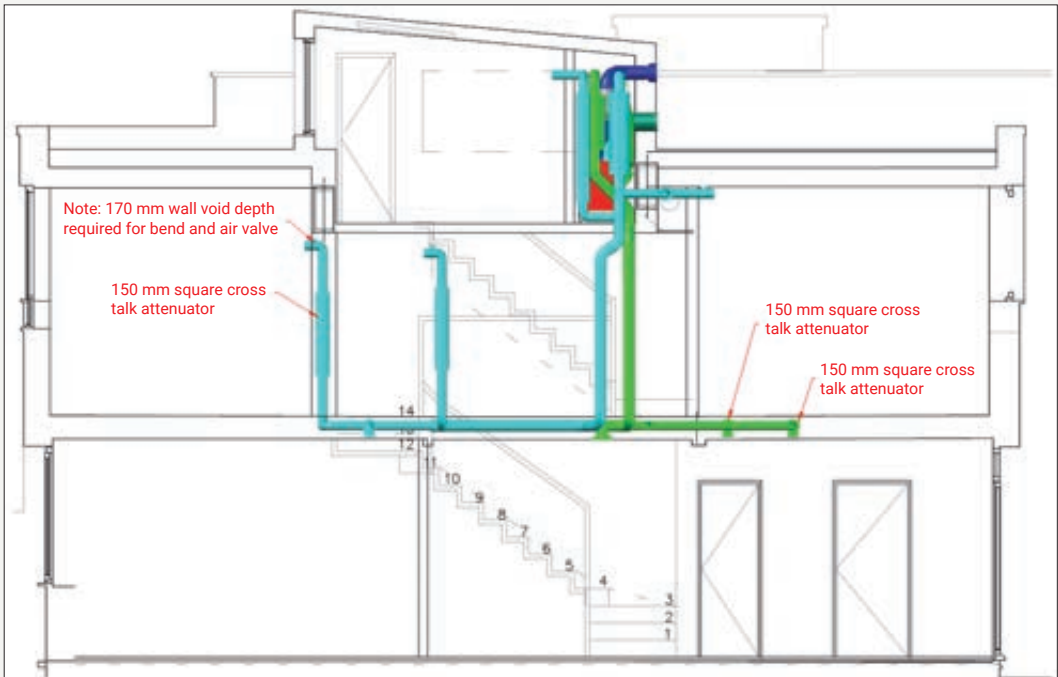 Note: 170 mm wall void depth
required for bend and air valve
150 mm square cross
talk attenuator
150 mm square cross
talk attenuator
150 mm square cross
talk attenuator
14
12
11
10
9
8
7
6
5
4
3
2
1